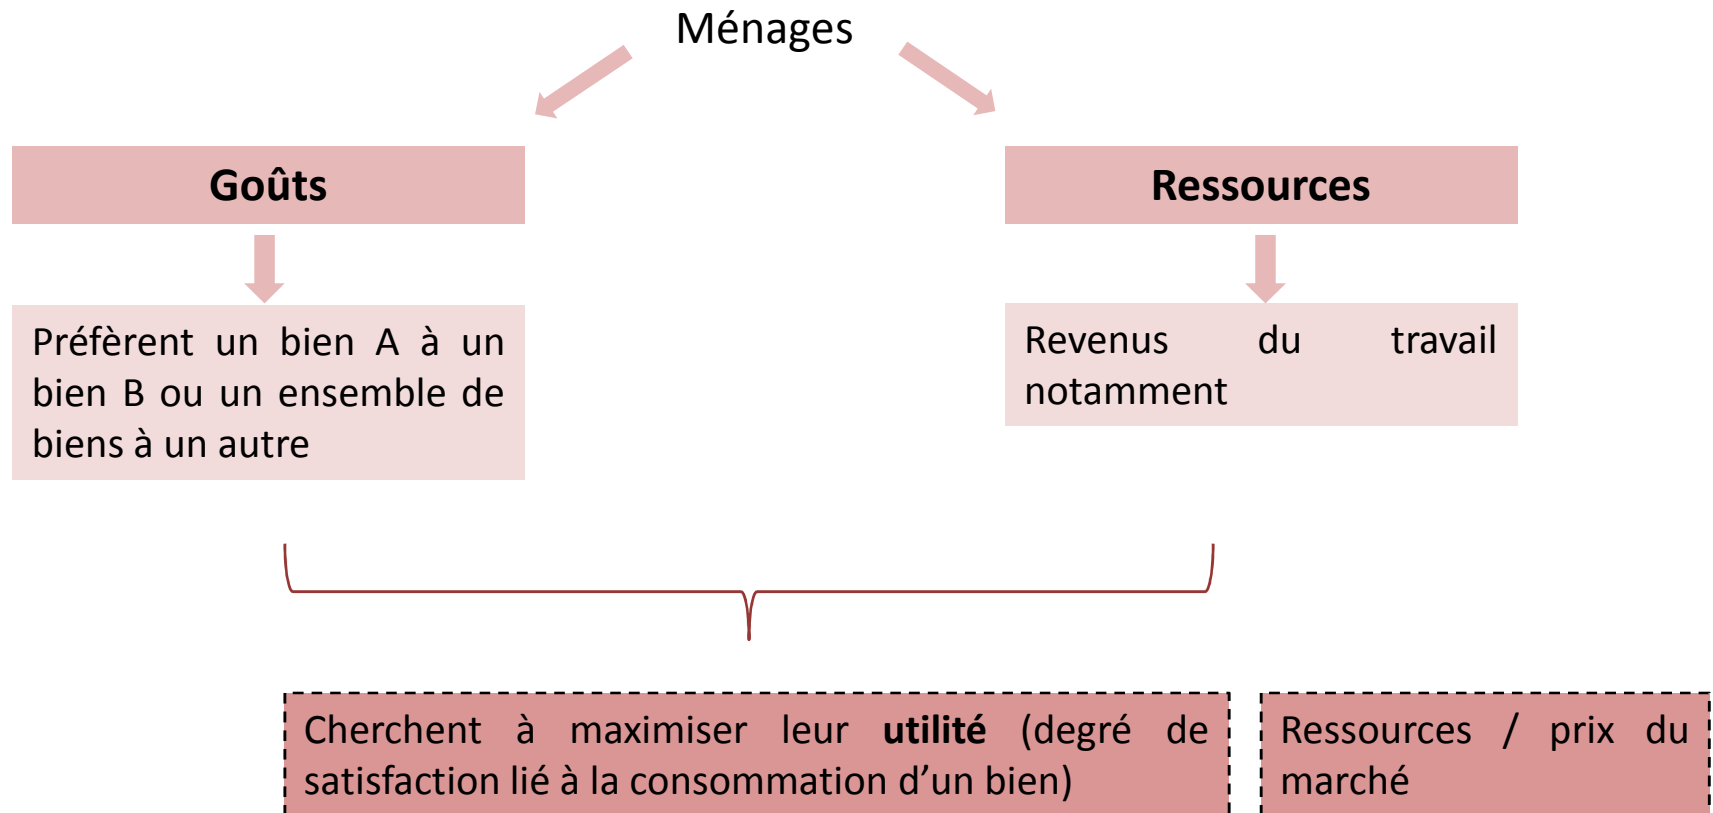 Ménages
Goûts
Ressources
Préfèrent un bien A à un
bien B ou un ensemble de
biens à un autre
Revenus du travail
notamment
Cherchent à maximiser leur utilité (degré de
satisfaction lié à la consommation d’un bien)
Ressources / prix du
marché